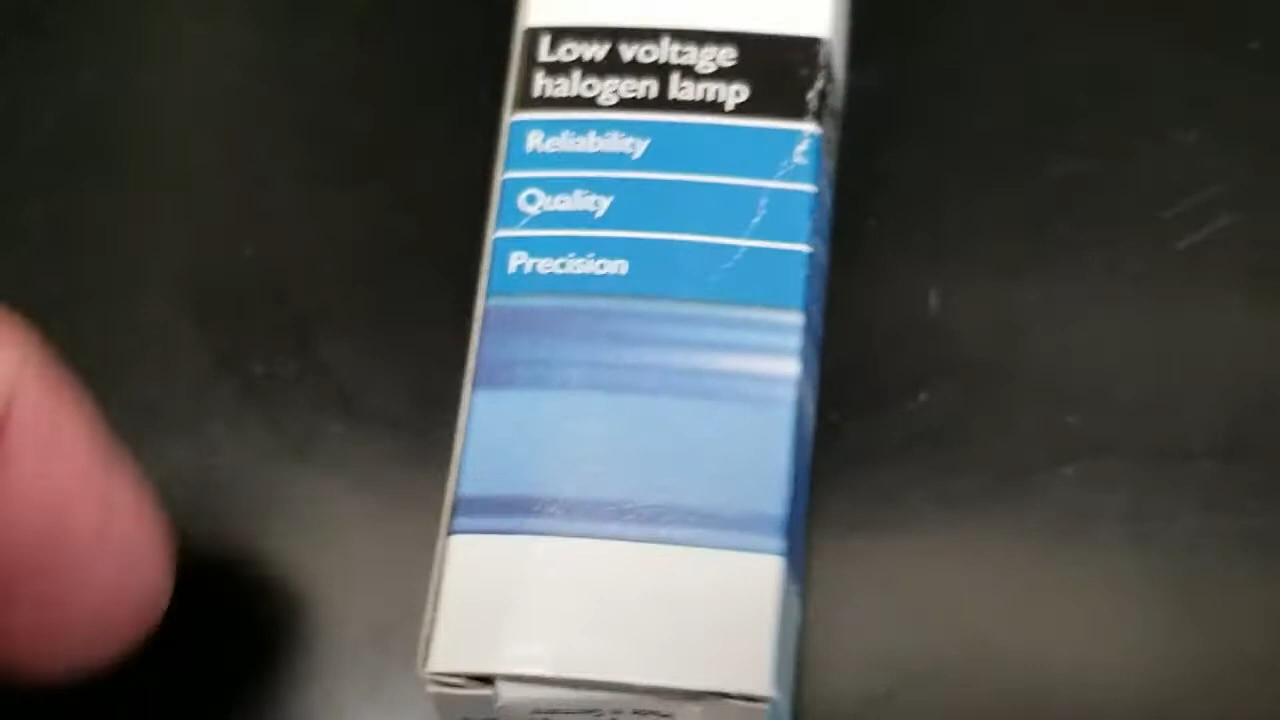 Low voltage
halogen lamp
Reliability
Quality
Precision